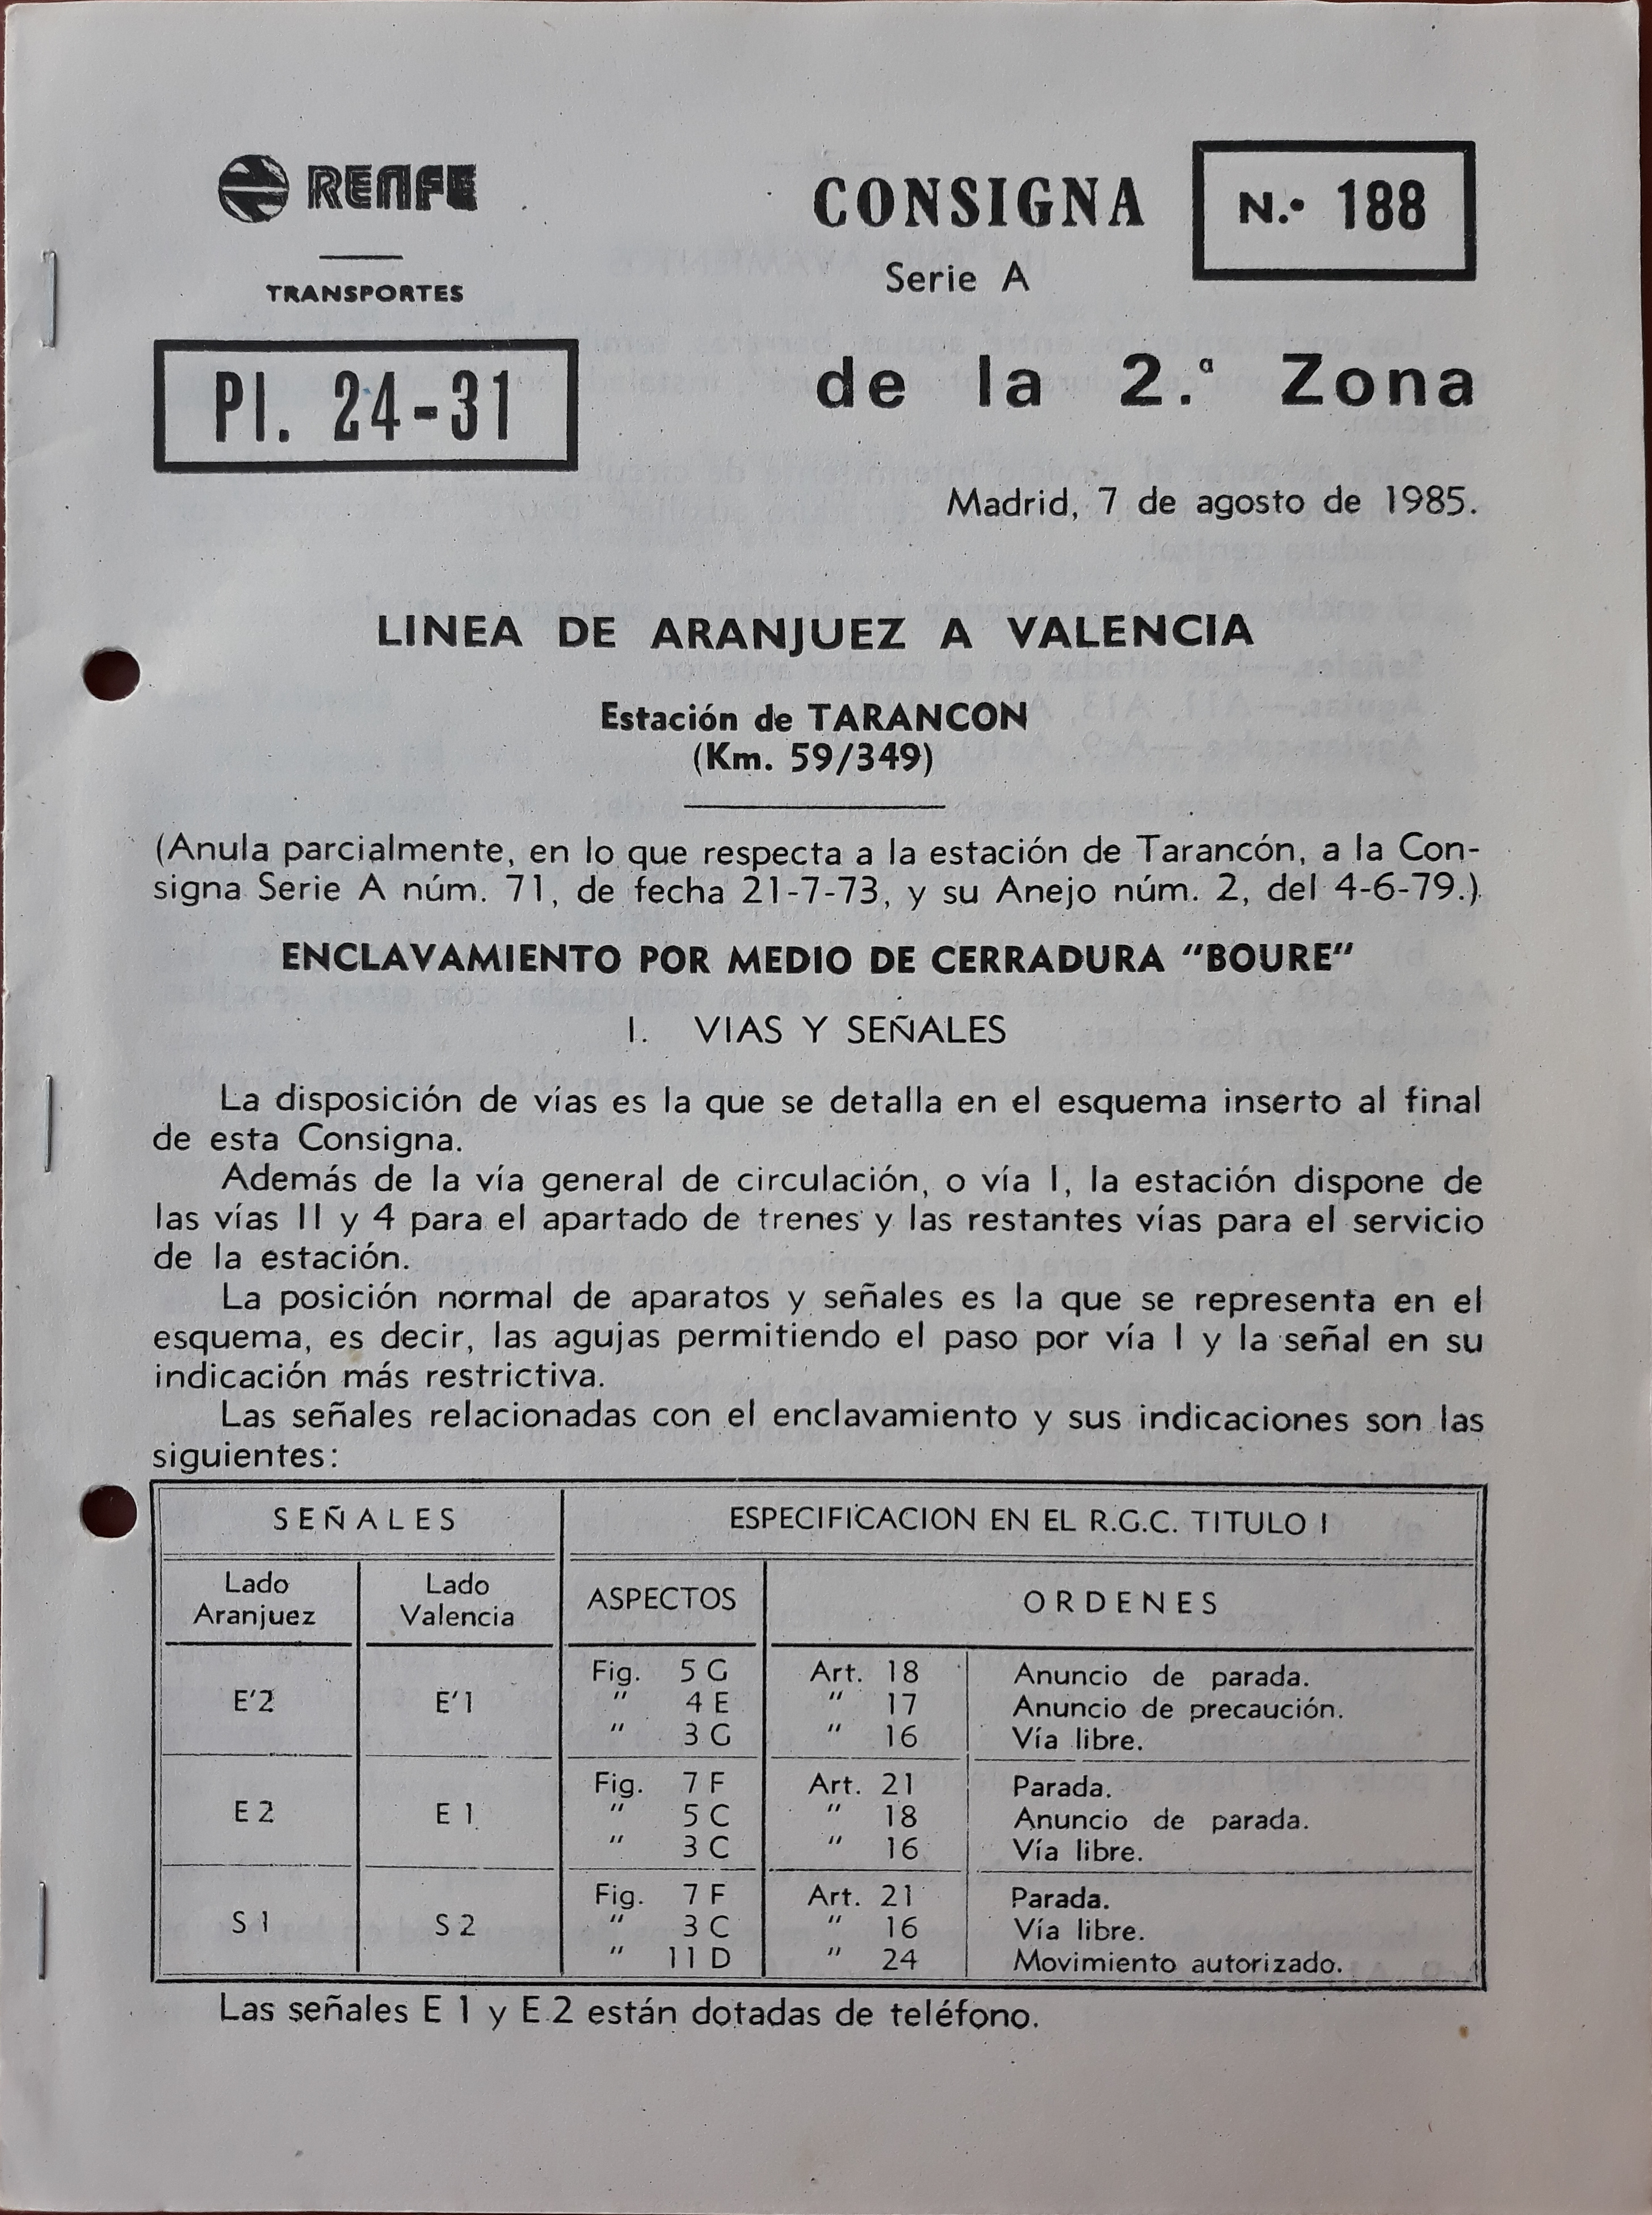 RENFE
TRANSPORTES
CONSIGNA
Serie A
N.º 188
Pl. 24-31
de la 2.ª Zona
Madrid, 7 de agosto de 1985.
LINEA DE ARANJUEZ A VALENCIA
Estación de TARANCON
(Km. 59/349)
(Anula parcialmente, en lo que respecta a la estación de Tarancón, a la Con-
signa Serie A núm. 71, de fecha 21-7-73, y su Anejo núm. 2, del 4-6-79.)
ENCLAVAMIENTO POR MEDIO DE CERRADURA "BOURE"
I. VIAS Y SEÑALES
La disposición de vías es la que se detalla en el esquema inserto al final
de esta Consigna.
Además de la vía general de circulación, o vía I, la estación dispone de
las vías II y 4 para el apartado de trenes y las restantes vías para el servicio
de la estación.
La posición normal de aparatos y señales es la que se representa en el
esquema, es decir, las agujas permitiendo el paso por vía I y la señal en su
indicación más restrictiva.
Las señales relacionadas con el enclavamiento y sus indicaciones son las
siguientes:
SEÑALES ESPECIFICACION EN EL R.G.C. TITULO I
Lado Aranjuez Lado Valencia ASPECTOS ORDENES
E'2 E'1
Fig. 5 G Art. 18 Anuncio de parada.
" 4 E " 17 Anuncio de precaución.
" 3 G " 16 Vía libre.
E 2 E 1
Fig. 7 F Art. 21 Parada.
" 5 C " 18 Anuncio de parada.
" 3 C " 16 Vía libre.
S 1 S 2
Fig. 7 F Art. 21 Parada.
" 3 C " 16 Vía libre.
" 11 D " 24 Movimiento autorizado.
Las señales E 1 y E 2 están dotadas de teléfono.